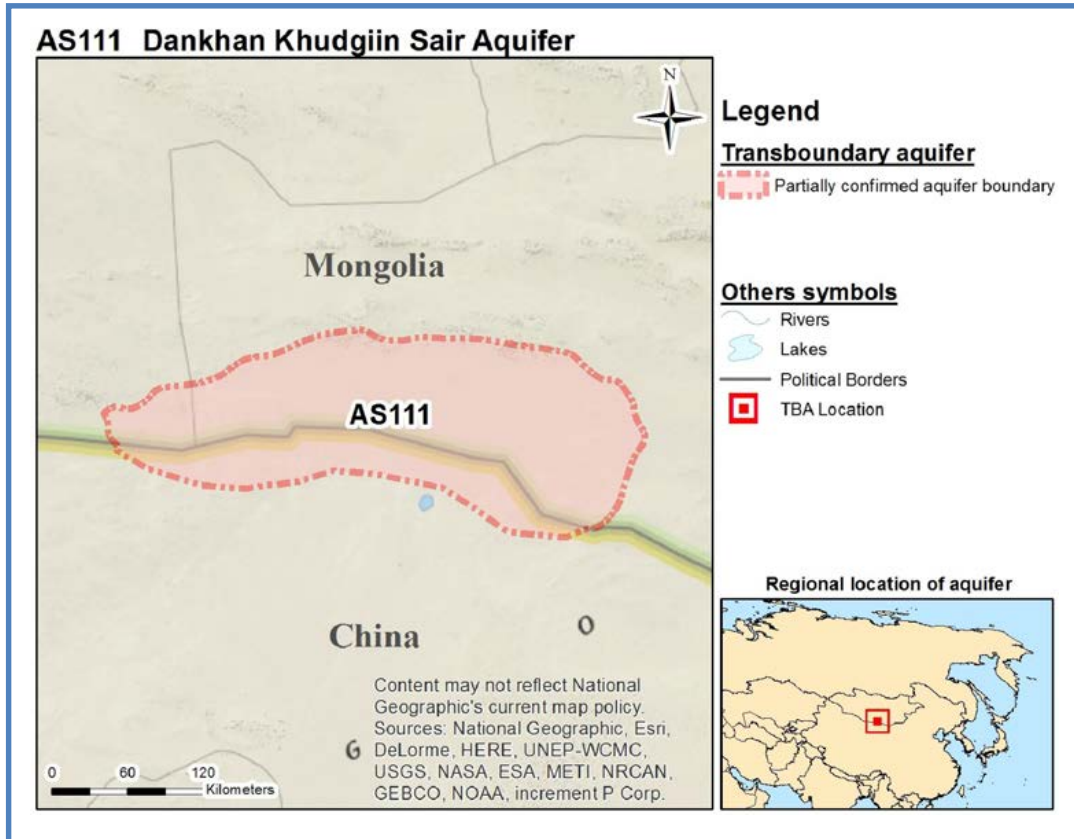 AS111 Dankhan Khudgiin Sair Aquifer
N
Mongolia
AS111
China
Content may not reflect National
Geographic's current map policy.
Sources: National Geographic, Esri,
DeLorme, HERE, UNEP-WCMC,
USGS, NASA, ESA, METI, NRCAN,
GEBCO, NOAA, increment P Corp.
0 60 120
Kilometers
Legend
Transboundary aquifer
Partially confirmed aquifer boundary
Others symbols
Rivers
Lakes
Political Borders
TBA Location
Regional location of aquifer